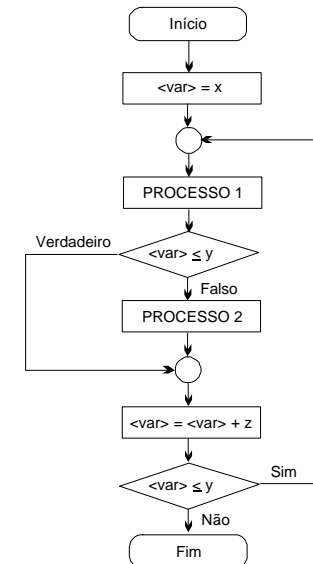 Início
<var> = x
PROCESSO 1
Verdadeiro
<var> ≤ y
Falso
PROCESSO 2
<var> = <var> + z
<var> ≤ y
Sim
Não
Fim